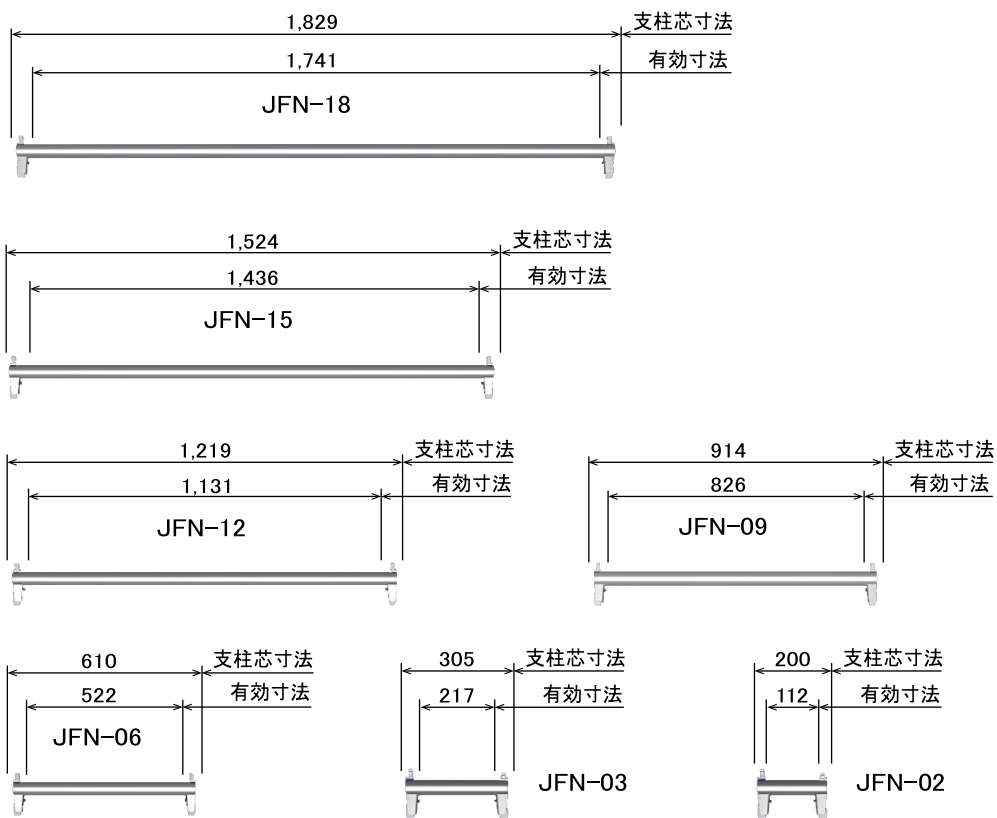 1,829 支柱芯寸法
1,741 有効寸法
JFN-18
1,524 支柱芯寸法
1,436 有効寸法
JFN-15
1,219 支柱芯寸法
1,131 有効寸法
JFN-12
914 支柱芯寸法
826 有効寸法
JFN-09
610 支柱芯寸法
522 有効寸法
JFN-06
305 支柱芯寸法
217 有効寸法
JFN-03
200 支柱芯寸法
112 有効寸法
JFN-02